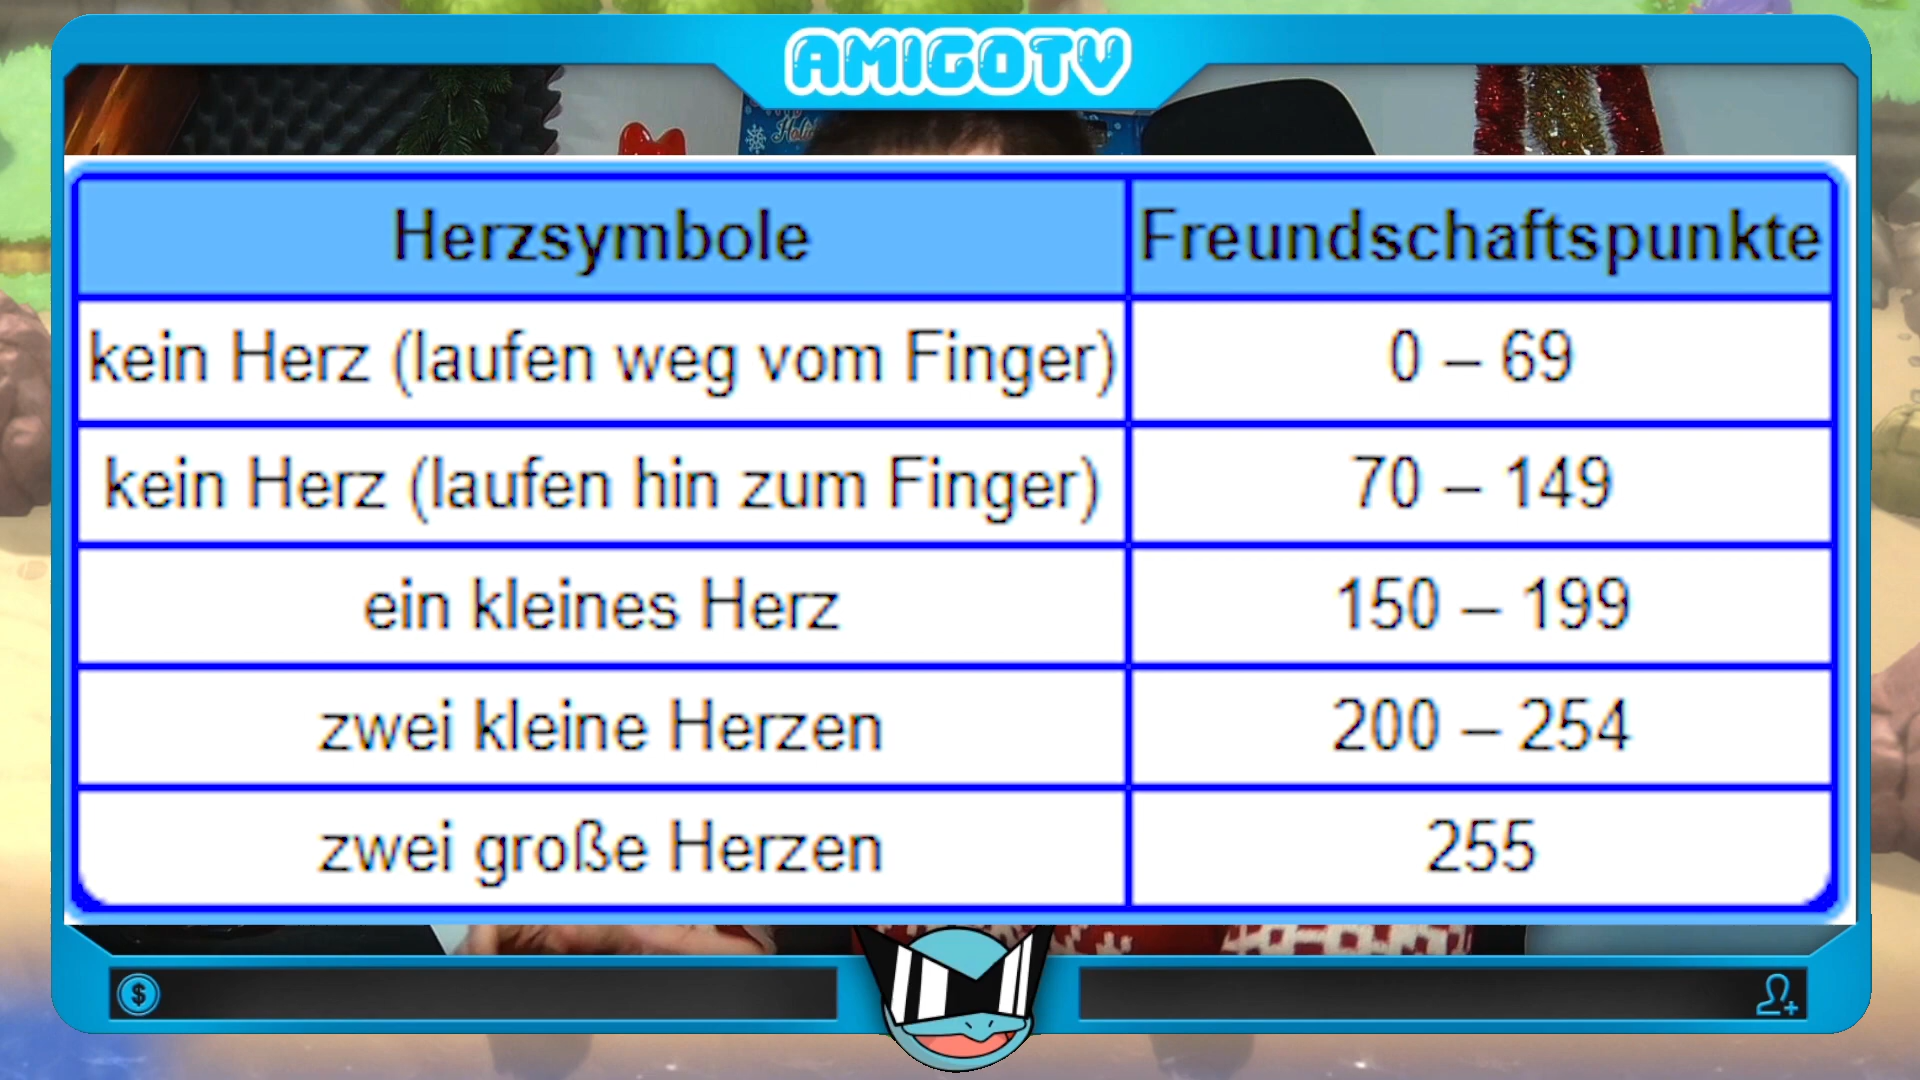 AMIGOTV
Holi
Herzsymbole Freundschaftspunkte
kein Herz (laufen weg vom Finger) 0 – 69
kein Herz (laufen hin zum Finger) 70 – 149
ein kleines Herz 150 – 199
zwei kleine Herzen 200 – 254
zwei große Herzen 255
$